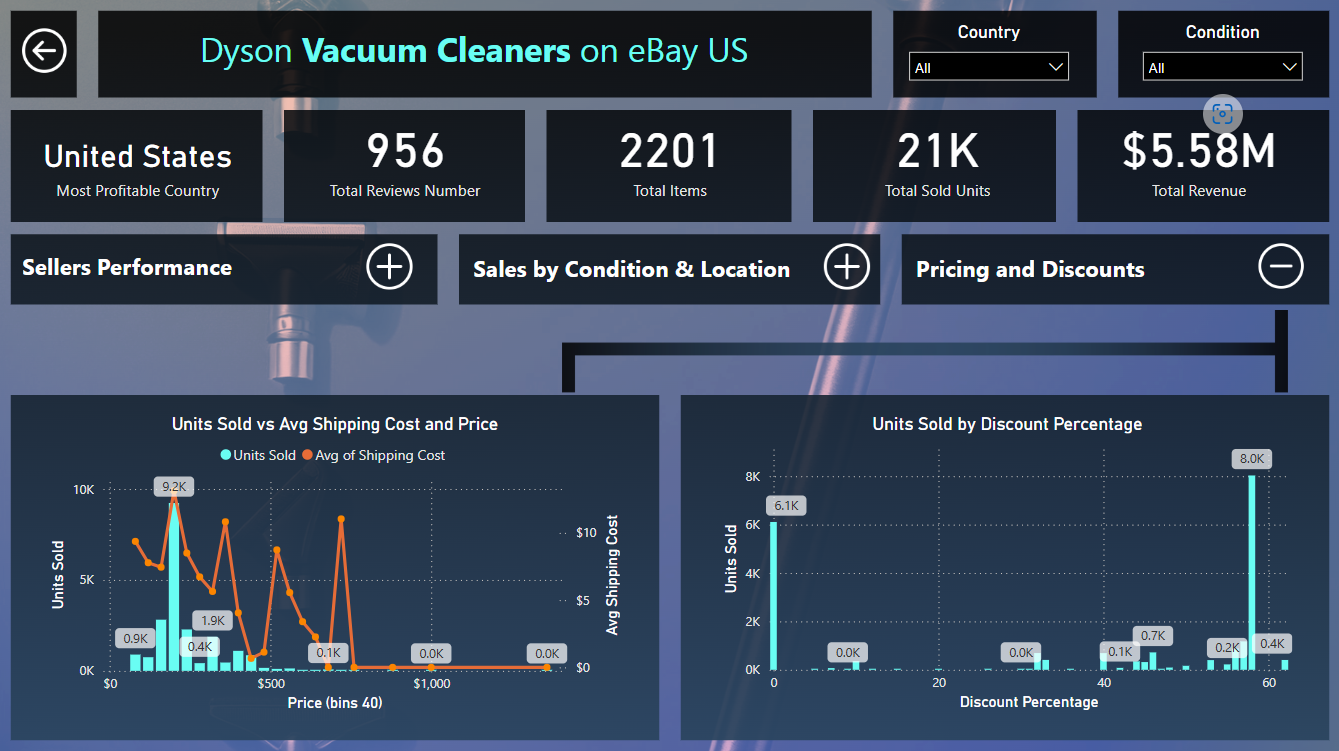 Dyson Vacuum Cleaners on eBay US
Country
All
Condition
All
United States
Most Profitable Country
956
Total Reviews Number
2201
Total Items
21K
Total Sold Units
$5.58M
Total Revenue
Sellers Performance
Sales by Condition & Location
Pricing and Discounts
Units Sold vs Avg Shipping Cost and Price
Units Sold Avg of Shipping Cost
Units Sold
10K
5K
0K
9.2K
0.9K
0.4K
1.9K
0.1K
0.0K
0.0K
$10
$5
$0
Avg Shipping Cost
$0 $500 $1,000
Price (bins 40)
Units Sold by Discount Percentage
Units Sold
8K
6K
4K
2K
0K
6.1K
0.0K
0.0K
0.1K
0.7K
0.2K
8.0K
0.4K
0 20 40 60
Discount Percentage